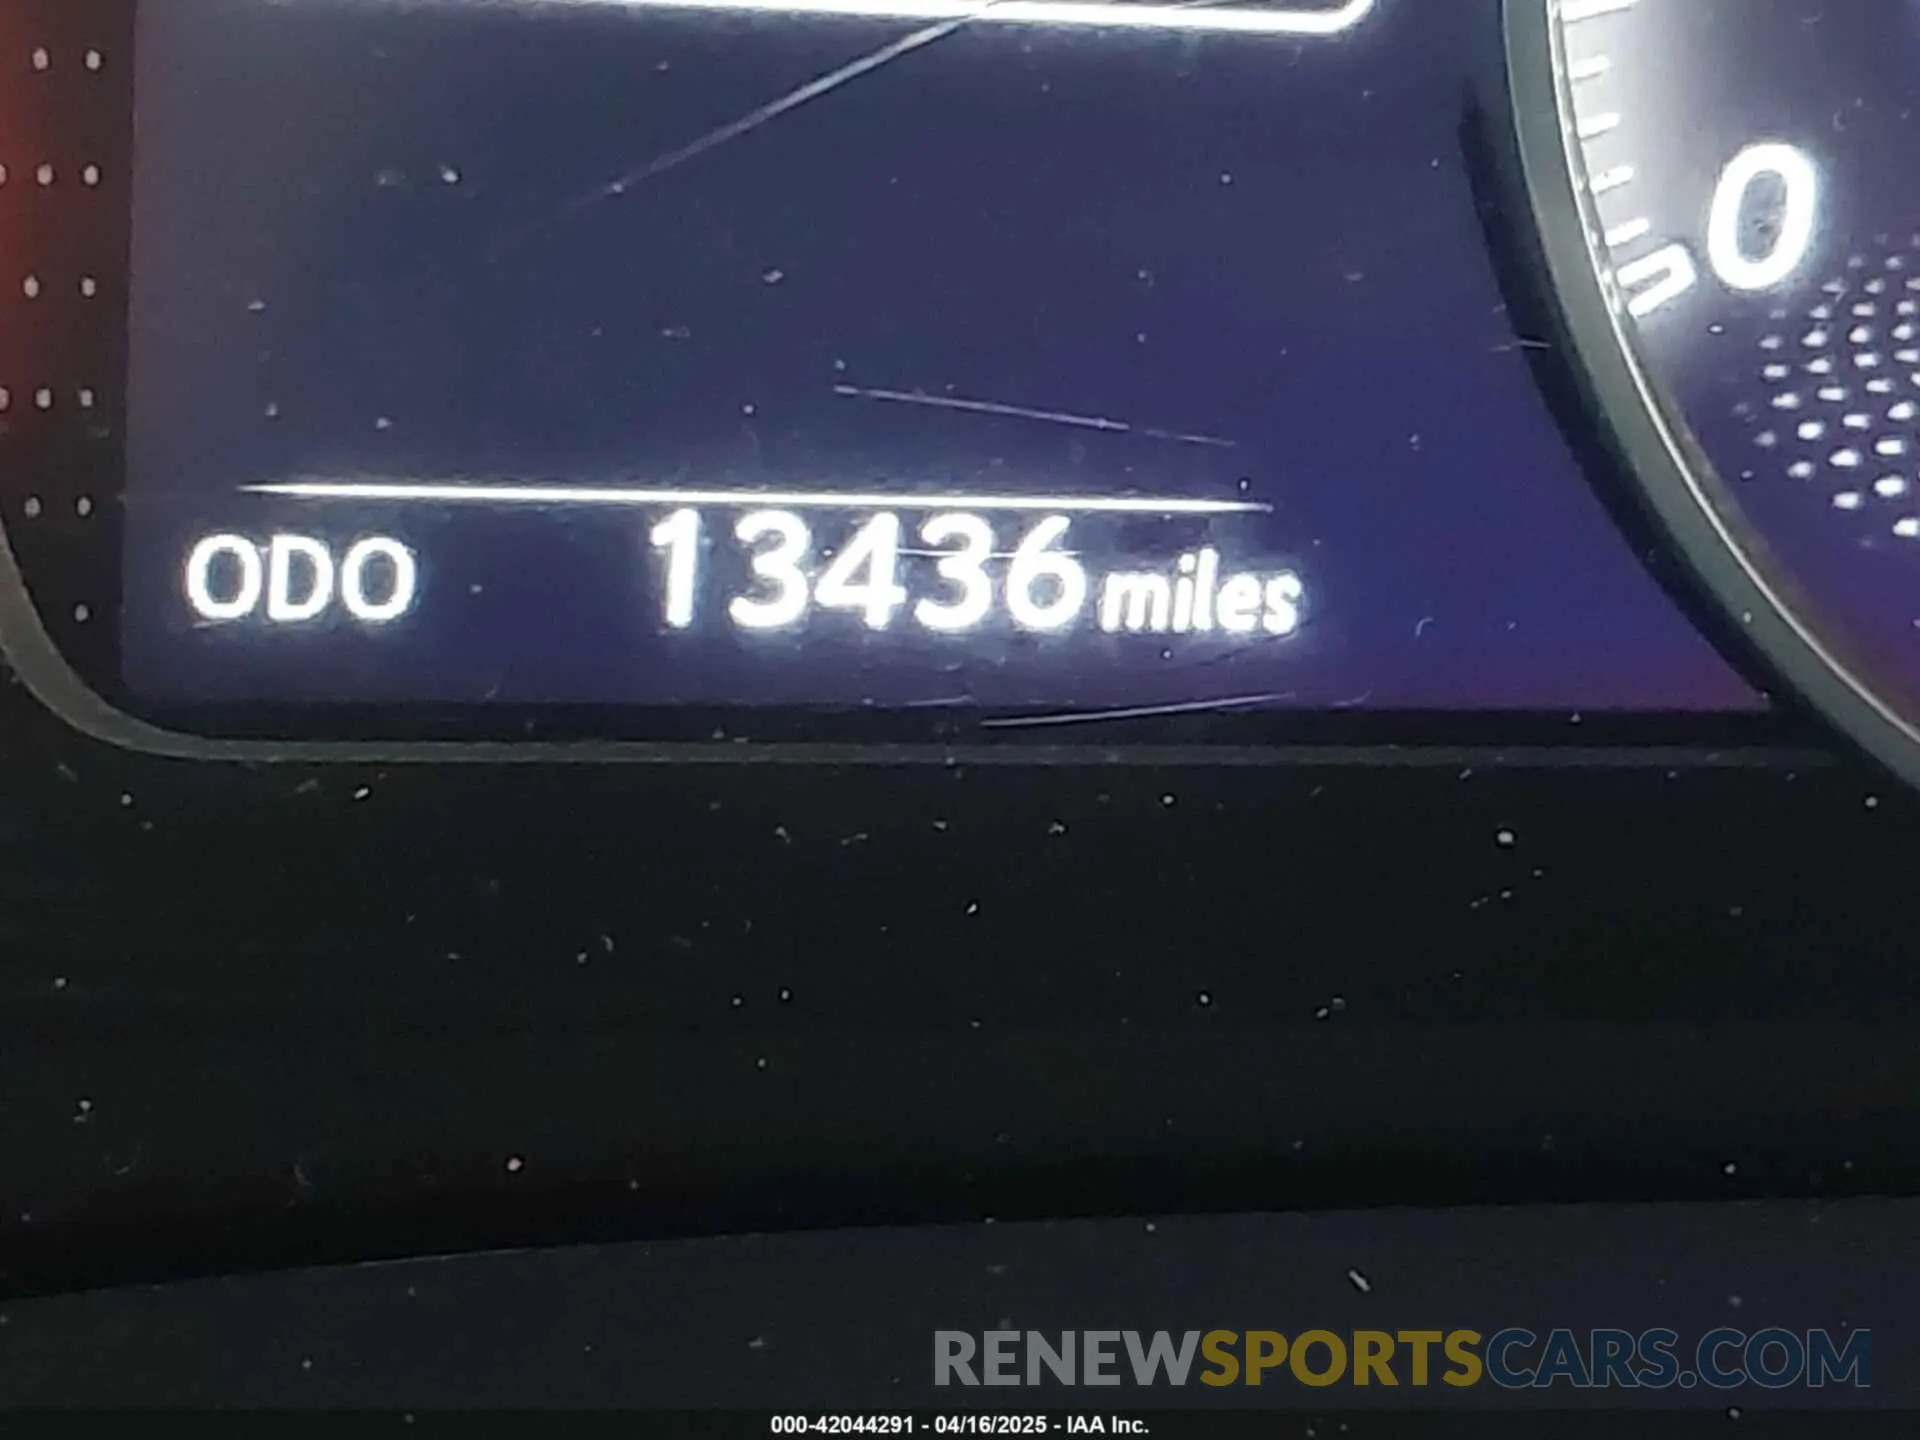 0
ODO 13436 miles
RENEWSPORTSCARS.COM
000-42044291 - 04/16/2025 - IAA Inc.